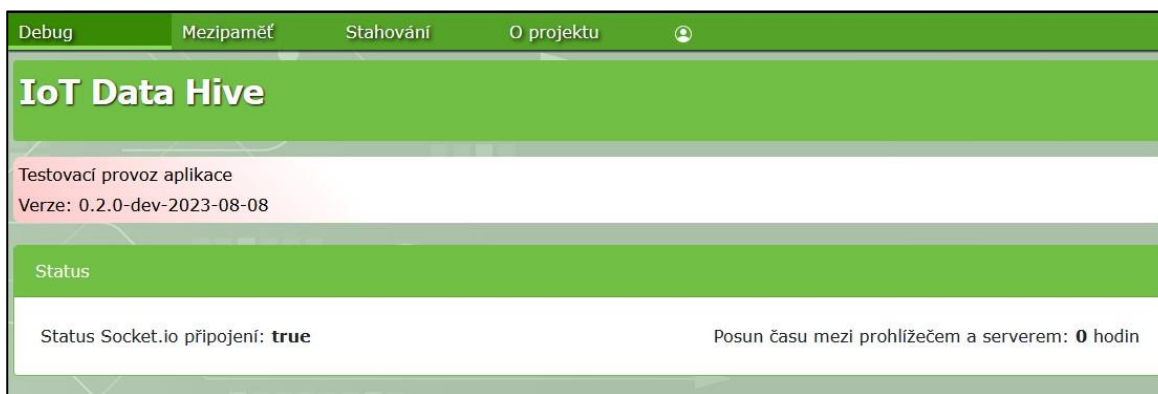 Debug Mezipaměť Stahování O projektu
IoT Data Hive
Testovací provoz aplikace
Verze: 0.2.0-dev-2023-08-08
Status
Status Socket.io připojení: true Posun času mezi prohlížečem a serverem: 0 hodin